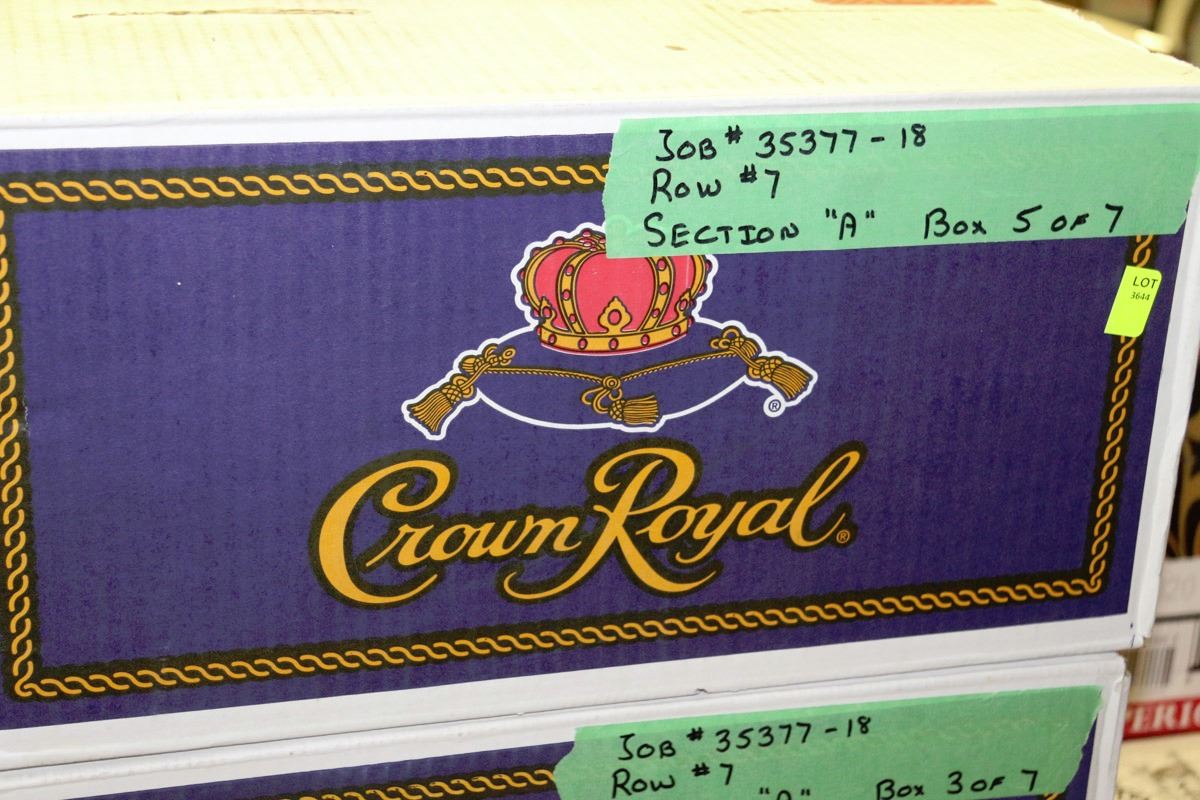 JOB # 35377-18
ROW #7
SECTION "A" BOX 5 OF 7
LOT
3644
®
Crown Royal®
JOB # 35377-18
ROW #7
"A" BOX 3 OF 7